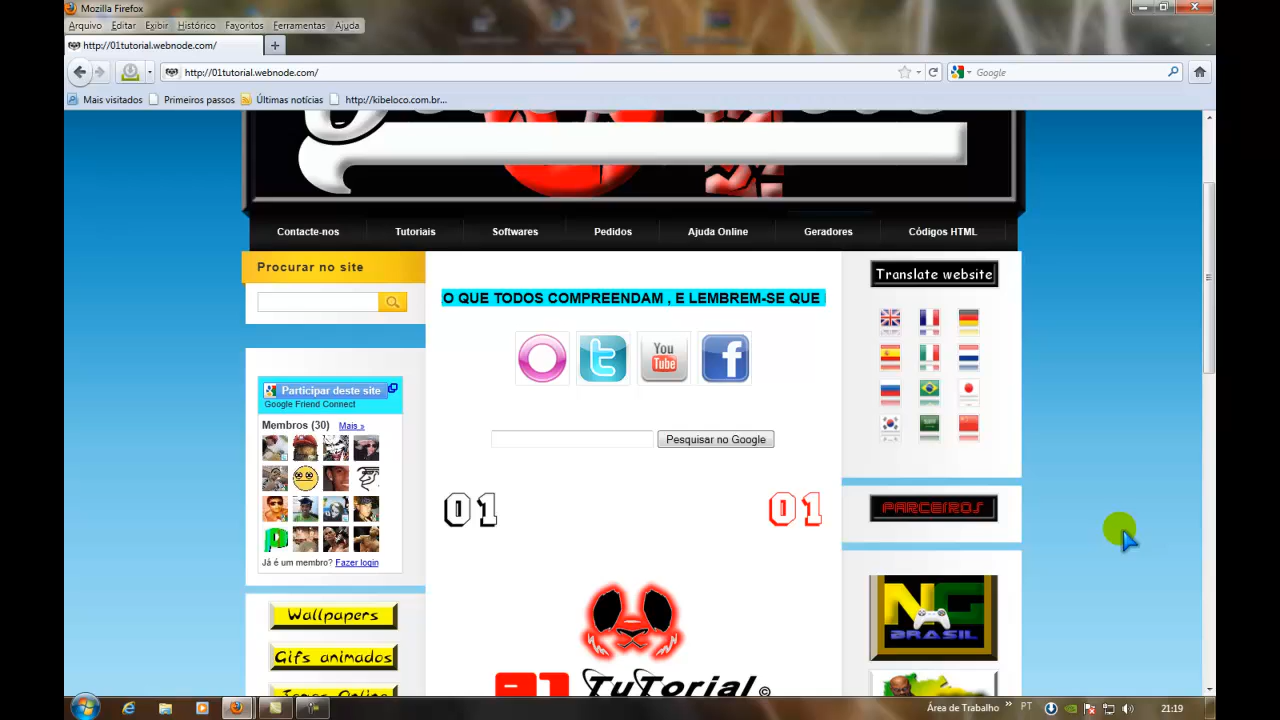 Mozilla Firefox
Arquivo Editar Exibir Histórico Favoritos Ferramentas Ajuda
http://01tutorial.webnode.com/
http://01tutorial.webnode.com/
Google
Mais visitados Primeiros passos Últimas notícias http://kibeloco.com.br...
Contacte-nos Tutoriais Softwares Pedidos Ajuda Online Geradores Códigos HTML
Procurar no site
Translate website
O QUE TODOS COMPREENDAM , E LEMBREM-SE QUE
You
Tube
Participar deste site
Google Friend Connect
Membros (30) Mais »
Pesquisar no Google
01 01
PARCEIROS
Já é um membro? Fazer login
Wallpapers
NG
BRASIL
Gifs animados
Jogos Online
01 TuTorial ©
Área de Trabalho » PT 21:19